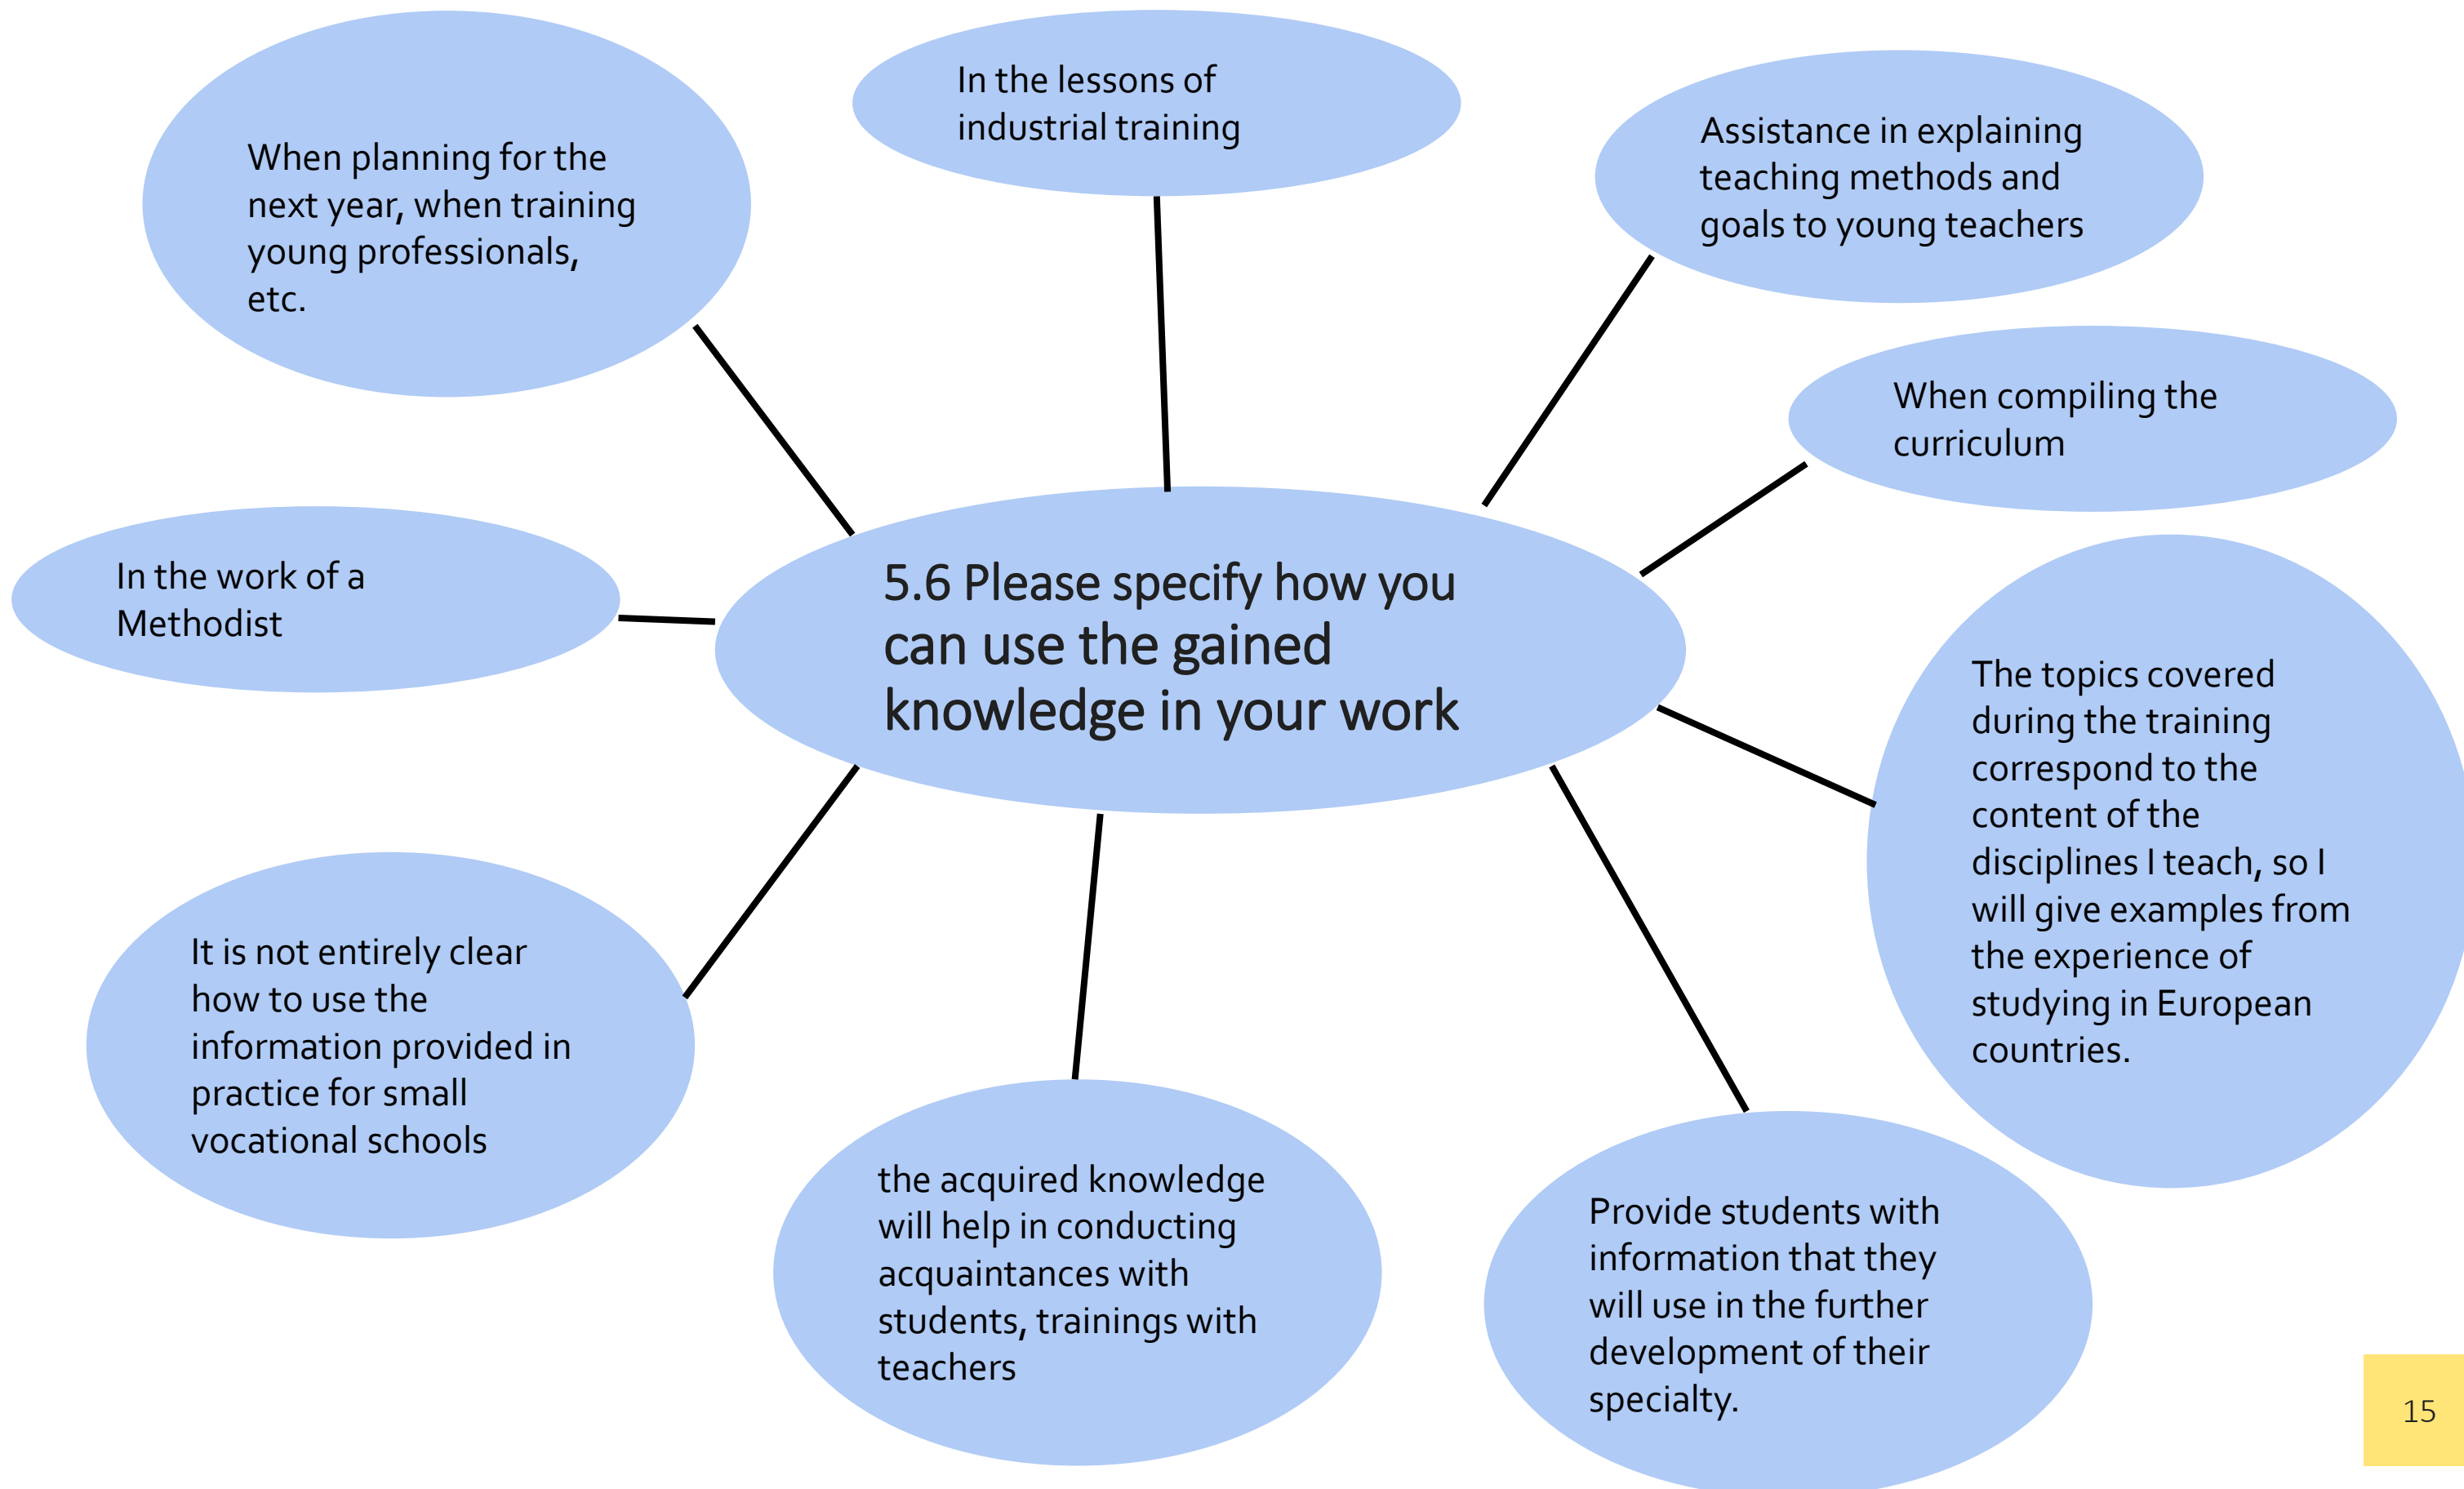 When planning for the
next year, when training
young professionals,
etc.
In the lessons of
industrial training
Assistance in explaining
teaching methods and
goals to young teachers
When compiling the
curriculum
In the work of a
Methodist
5.6 Please specify how you
can use the gained
knowledge in your work
The topics covered
during the training
correspond to the
content of the
disciplines I teach, so I
will give examples from
the experience of
studying in European
countries.
It is not entirely clear
how to use the
information provided in
practice for small
vocational schools
the acquired knowledge
will help in conducting
acquaintances with
students, trainings with
teachers
Provide students with
information that they
will use in the further
development of their
specialty.
15